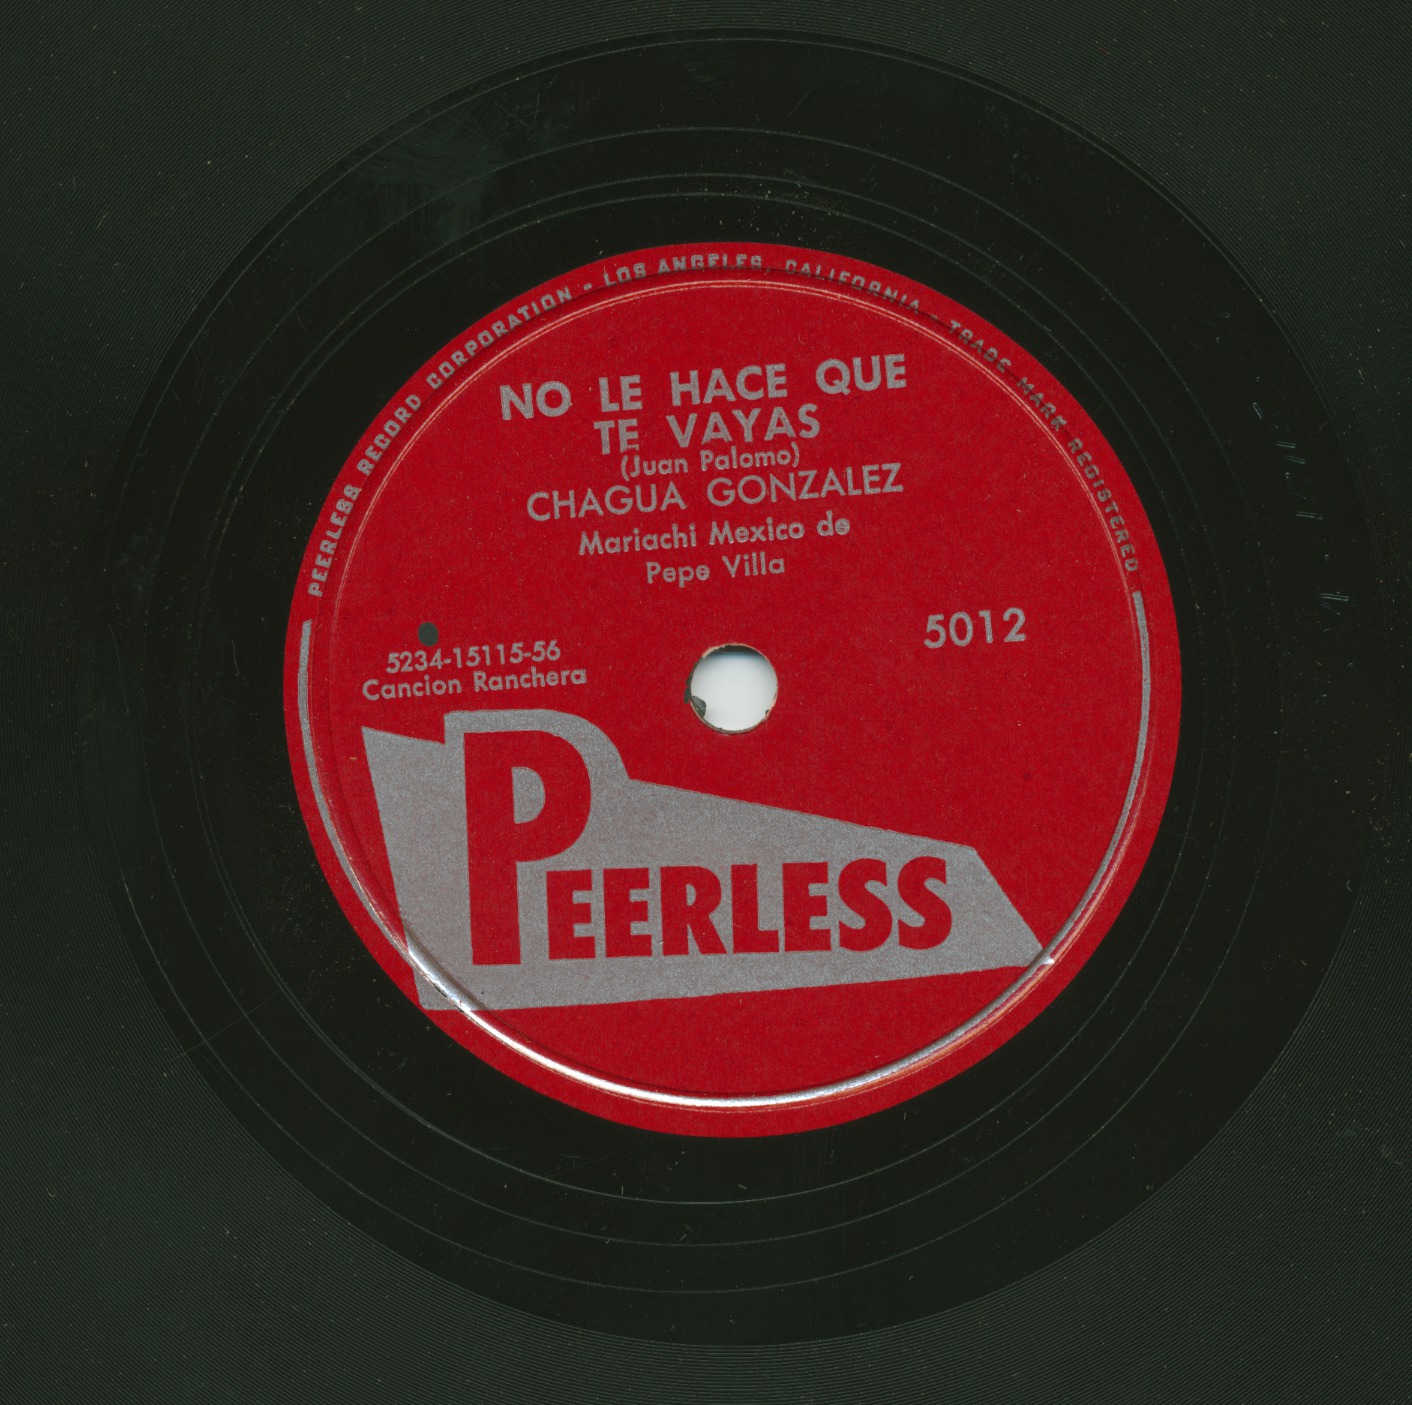 PEERLESS RECORD CORPORATION - LOS ANGELES, CALIFORNIA - TRADE MARK REGISTERED
NO LE HACE QUE
TE VAYAS
(Juan Palomo)
CHAGUA GONZALEZ
Mariachi Mexico de
Pepe Villa
5012
5234-15115-56
Cancion Ranchera
PEERLESS